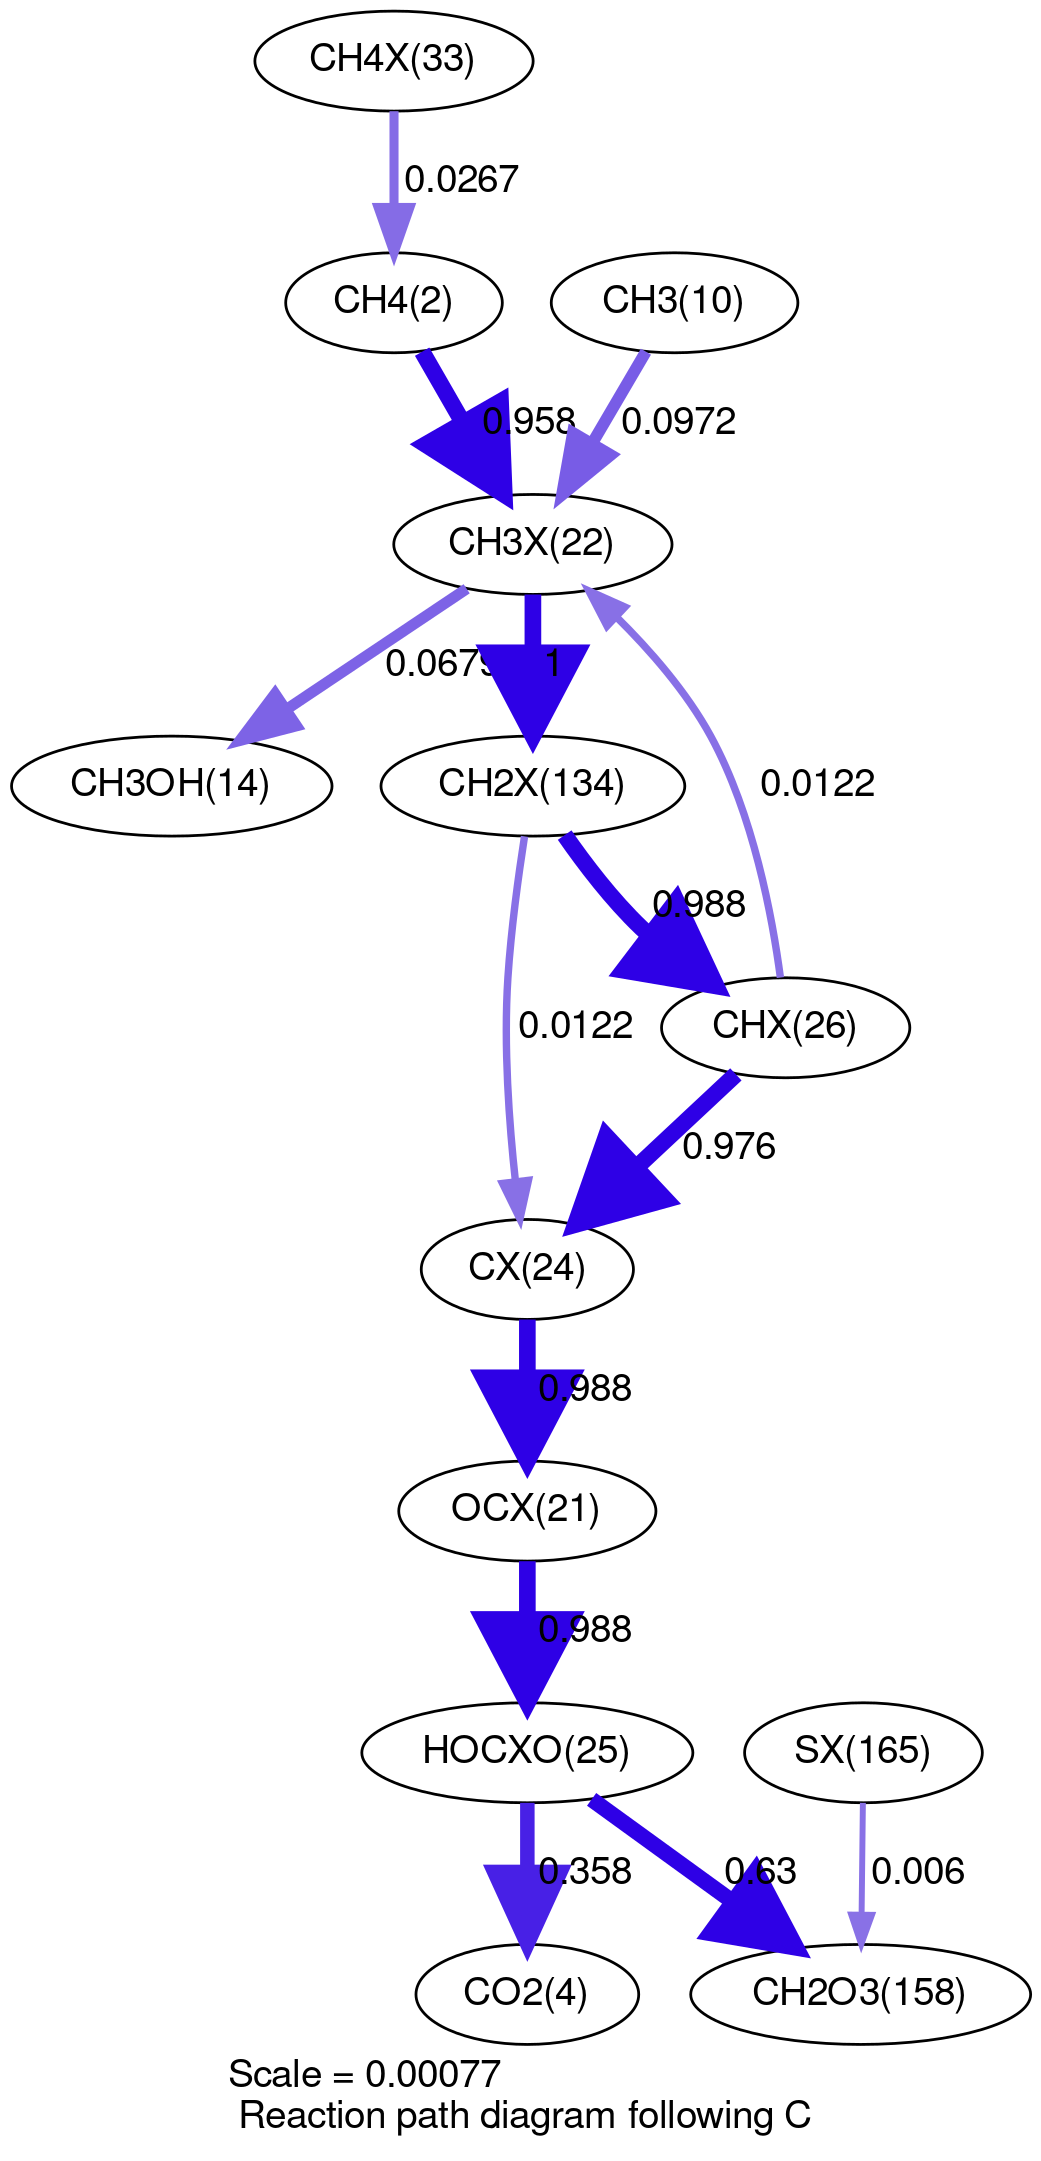 CH4X(33)
0.0267
CH4(2)
CH3(10)
0.958
0.0972
CH3X(22)
0.0679
1
CH3OH(14)
CH2X(134)
0.0122
0.988
CHX(26)
0.0122
0.976
CX(24)
0.988
OCX(21)
0.988
HOCXO(25)
SX(165)
0.358
0.63
0.006
CO2(4)
CH2O3(158)
Scale = 0.00077
Reaction path diagram following C